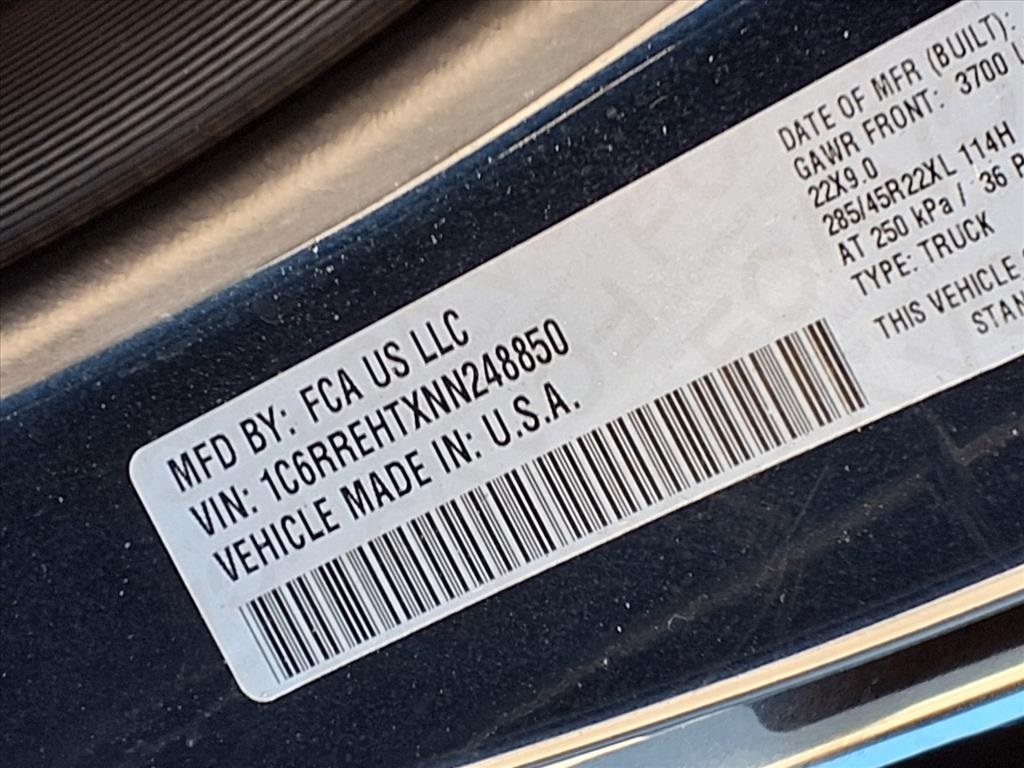 MFD BY: FCA US LLC
VIN: 1C6RREHTXNN248850
VEHICLE MADE IN: U.S.A.
DATE OF MFR (BUILT):
GAWR FRONT: 3700
22X9.0
285/45R22XL 114H
AT 250 kPa / 36
TYPE: TRUCK
THIS VEHICLE